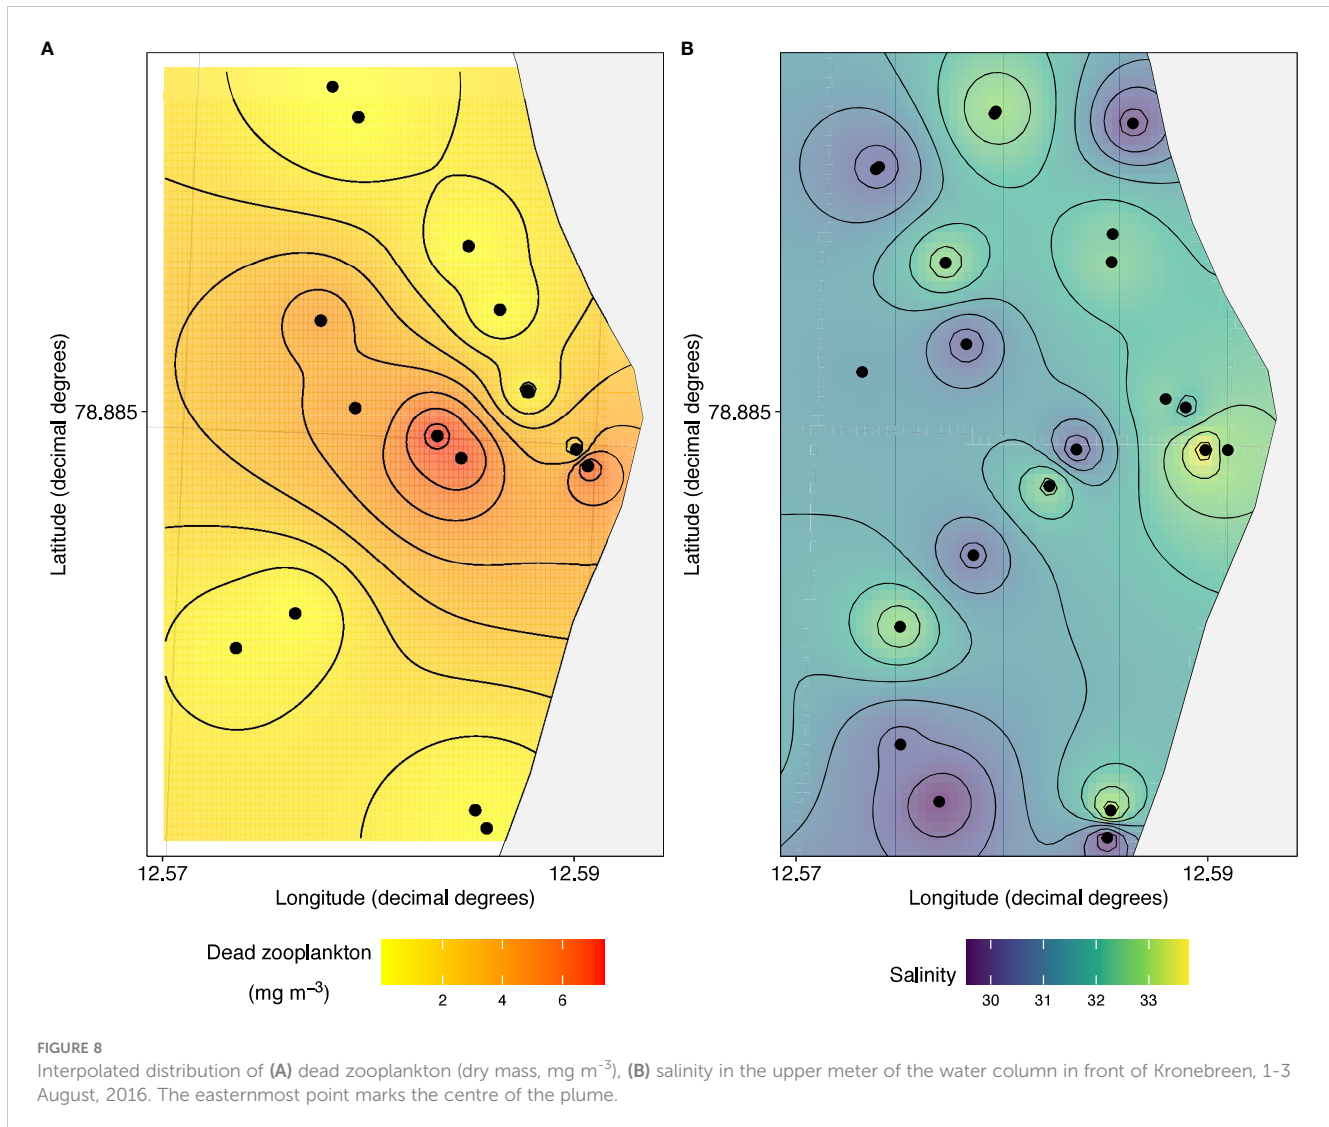 A
B
Latitude (decimal degrees)
78.885
12.57
12.59
Longitude (decimal degrees)
Latitude (decimal degrees)
78.885
12.57
12.59
Longitude (decimal degrees)
Dead zooplankton
(mg m⁻³)
2 4 6
Salinity
30 31 32 33
FIGURE 8
Interpolated distribution of (A) dead zooplankton (dry mass, mg m⁻³), (B) salinity in the upper meter of the water column in front of Kronebreen, 1-3
August, 2016. The easternmost point marks the centre of the plume.